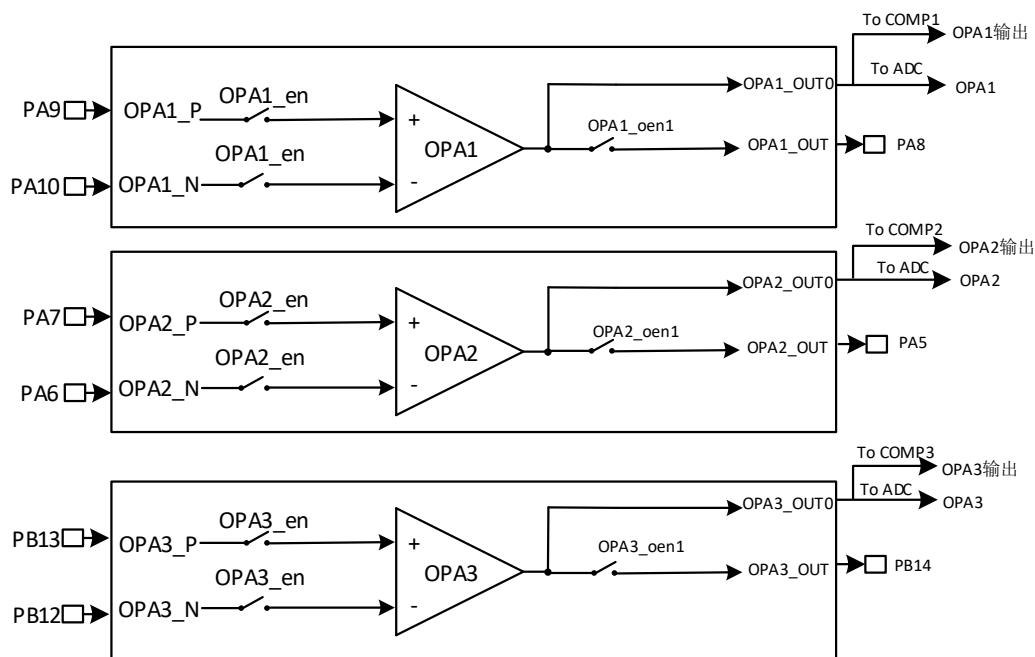 To COMP1
OPA1输出
To ADC
OPA1
PA9
OPA1_P
OPA1_en
+
OPA1
OPA1_OUT0
OPA1_oen1
OPA1_OUT
PA8
PA10
OPA1_N
OPA1_en
-
To COMP2
OPA2输出
To ADC
OPA2
PA7
OPA2_P
OPA2_en
+
OPA2
OPA2_OUT0
OPA2_oen1
OPA2_OUT
PA5
PA6
OPA2_N
OPA2_en
-
To COMP3
OPA3输出
To ADC
OPA3
PB13
OPA3_P
OPA3_en
+
OPA3
OPA3_OUT0
OPA3_oen1
OPA3_OUT
PB14
PB12
OPA3_N
OPA3_en
-